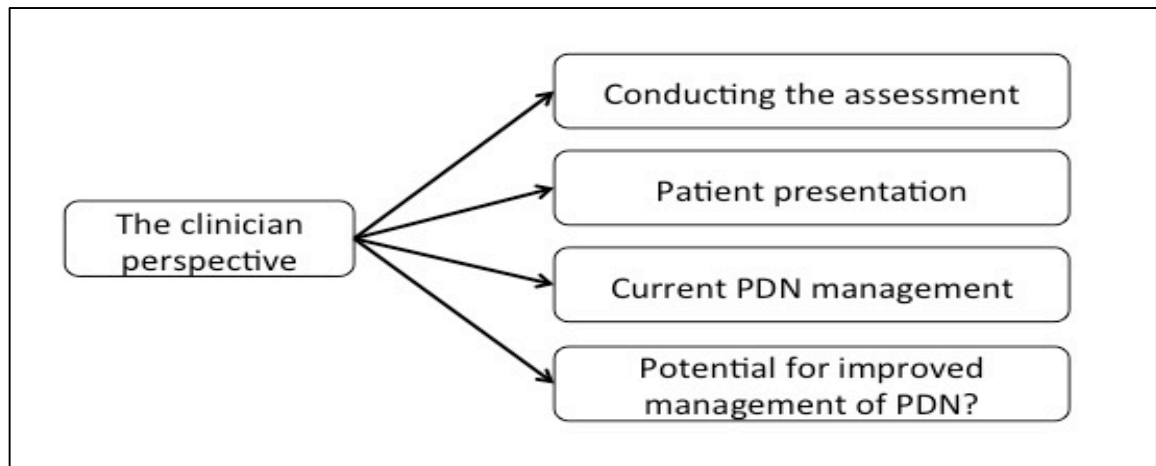 The clinician
perspective
Conducting the assessment
Patient presentation
Current PDN management
Potential for improved
management of PDN?